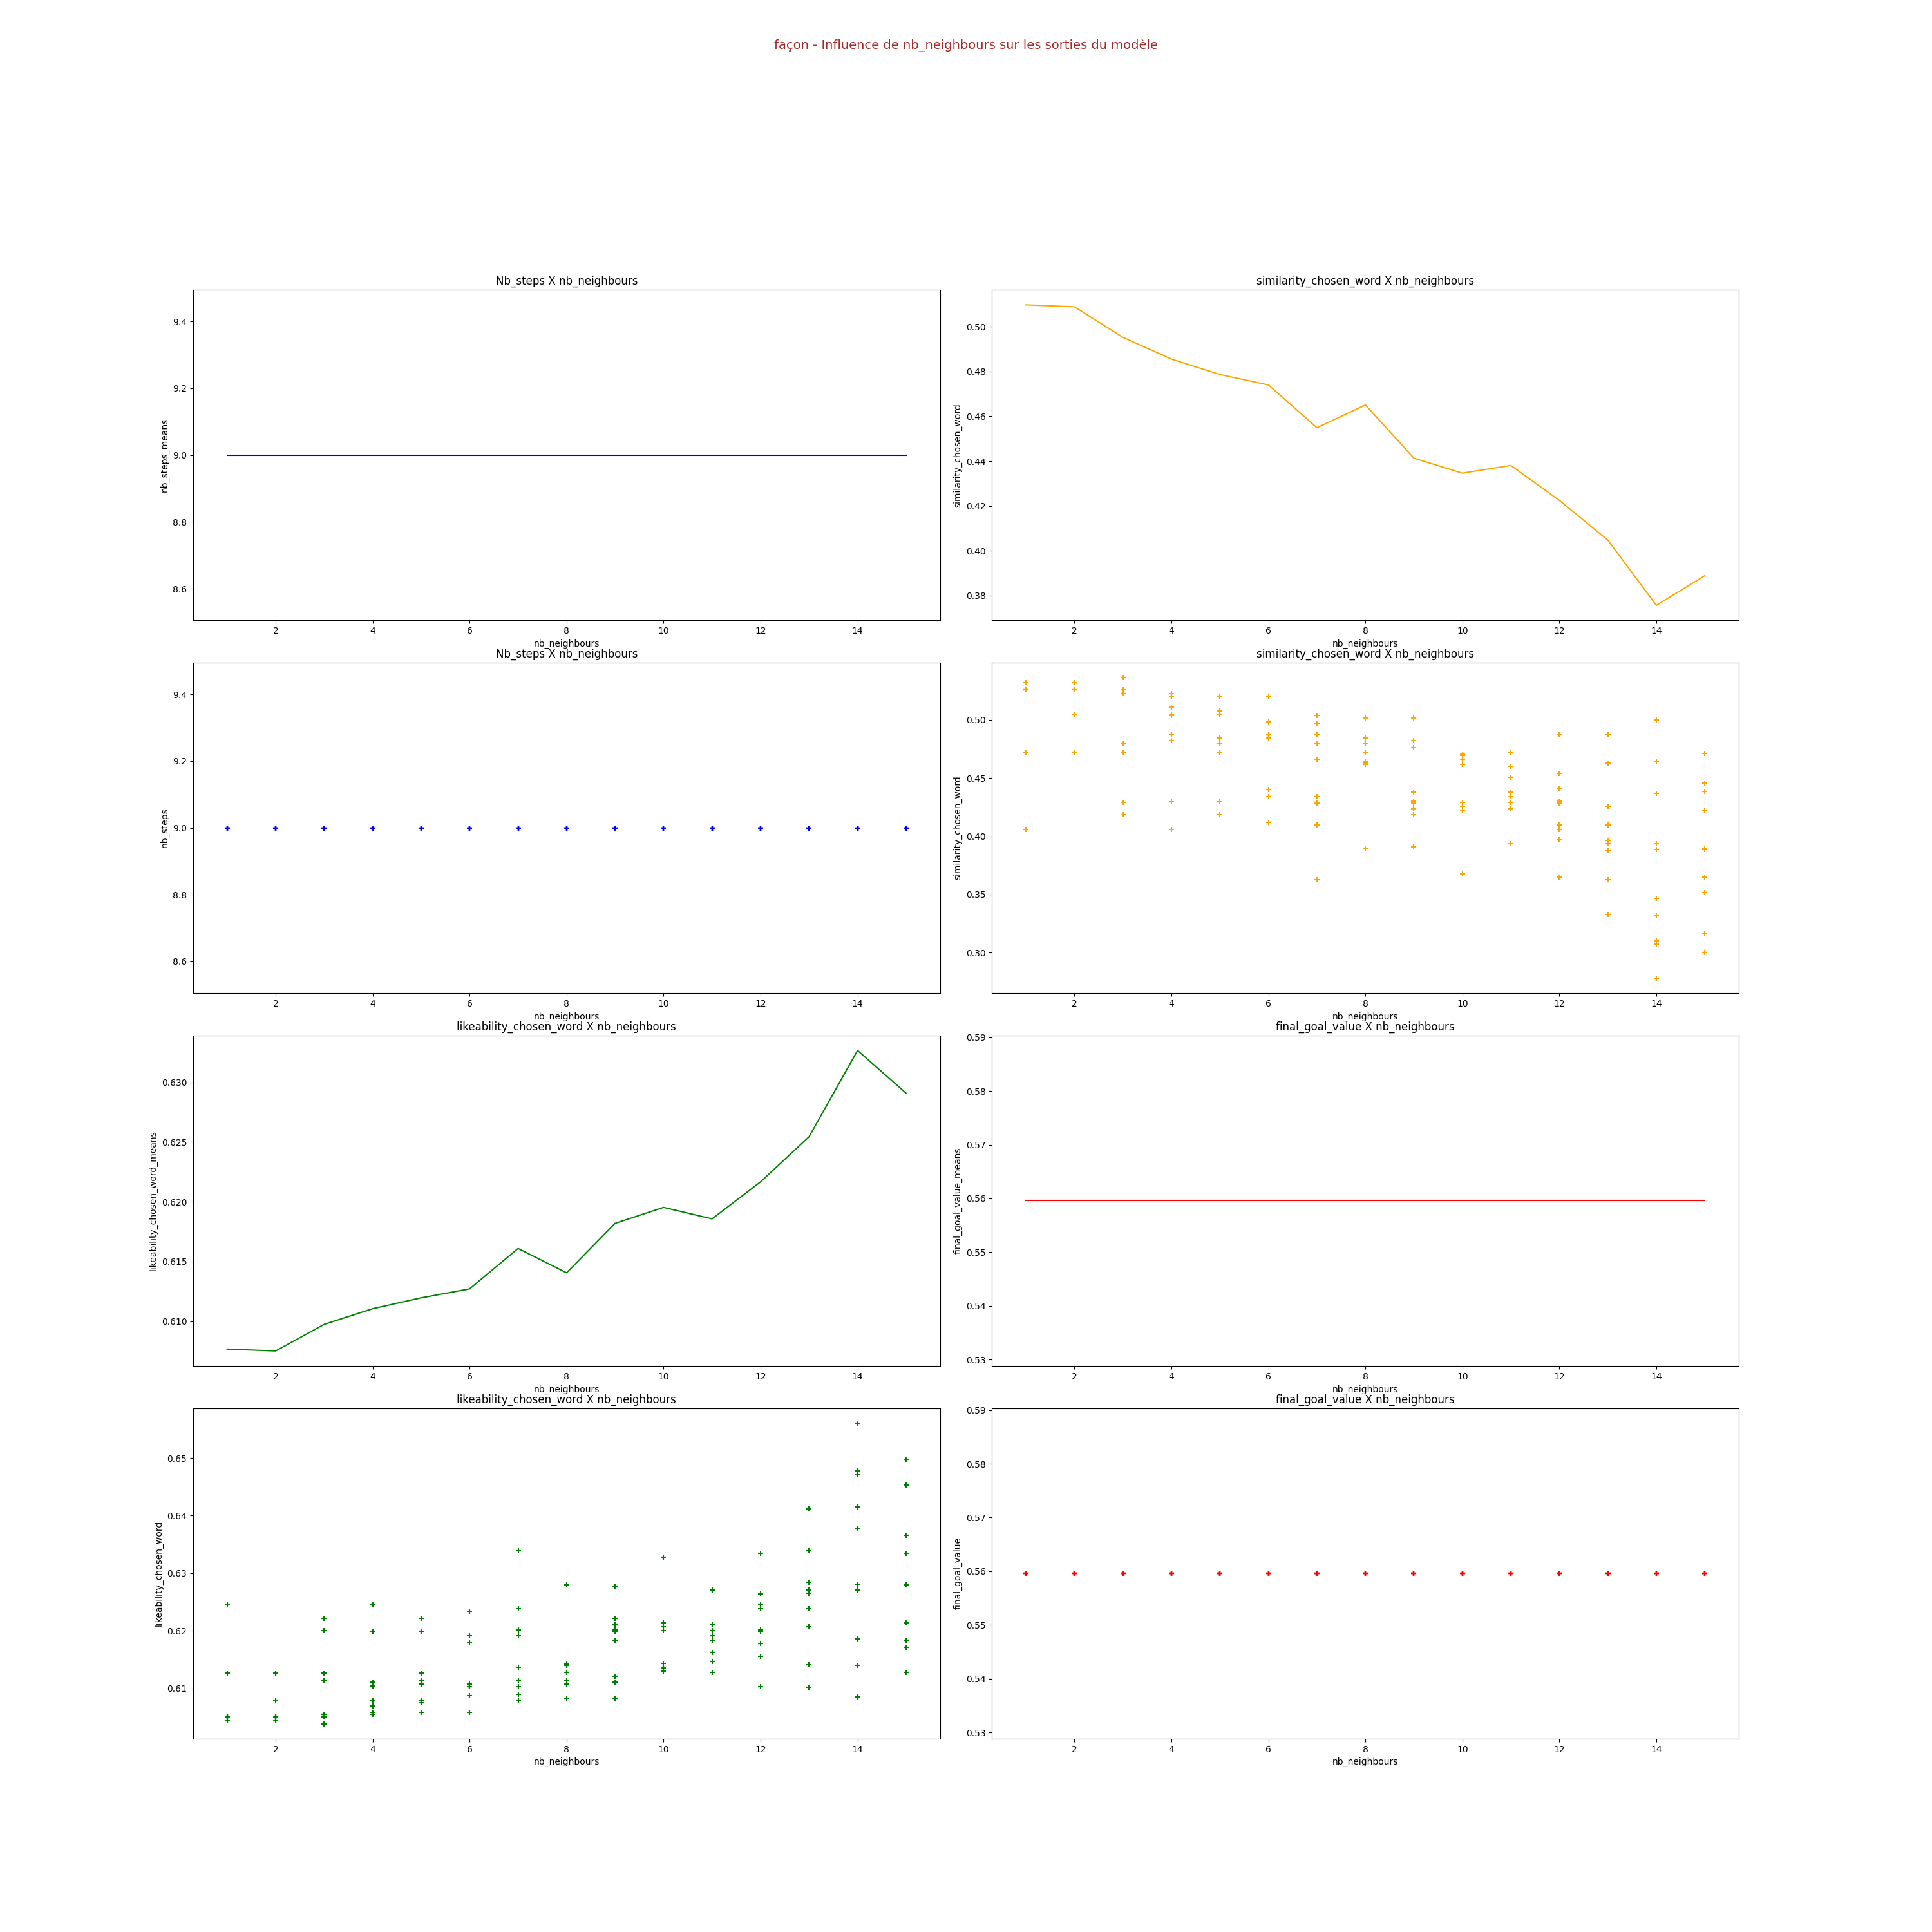 façon - Influence de nb_neighbours sur les sorties du modèle
Nb_steps X nb_neighbours
9.4
9.2
9.0
8.8
8.6
nb_steps_means
2 4 6 8 10 12 14
nb_neighbours
similarity_chosen_word X nb_neighbours
0.50
0.48
0.46
0.44
0.42
0.40
0.38
similarity_chosen_word
2 4 6 8 10 12 14
nb_neighbours
Nb_steps X nb_neighbours
9.4
9.2
9.0
8.8
8.6
nb_steps
2 4 6 8 10 12 14
nb_neighbours
similarity_chosen_word X nb_neighbours
0.50
0.45
0.40
0.35
0.30
similarity_chosen_word
2 4 6 8 10 12 14
nb_neighbours
likeability_chosen_word X nb_neighbours
0.630
0.625
0.620
0.615
0.610
likeability_chosen_word_means
2 4 6 8 10 12 14
nb_neighbours
final_goal_value X nb_neighbours
0.59
0.58
0.57
0.56
0.55
0.54
0.53
final_goal_value_means
2 4 6 8 10 12 14
nb_neighbours
likeability_chosen_word X nb_neighbours
0.65
0.64
0.63
0.62
0.61
likeability_chosen_word
2 4 6 8 10 12 14
nb_neighbours
final_goal_value X nb_neighbours
0.59
0.58
0.57
0.56
0.55
0.54
0.53
final_goal_value
2 4 6 8 10 12 14
nb_neighbours